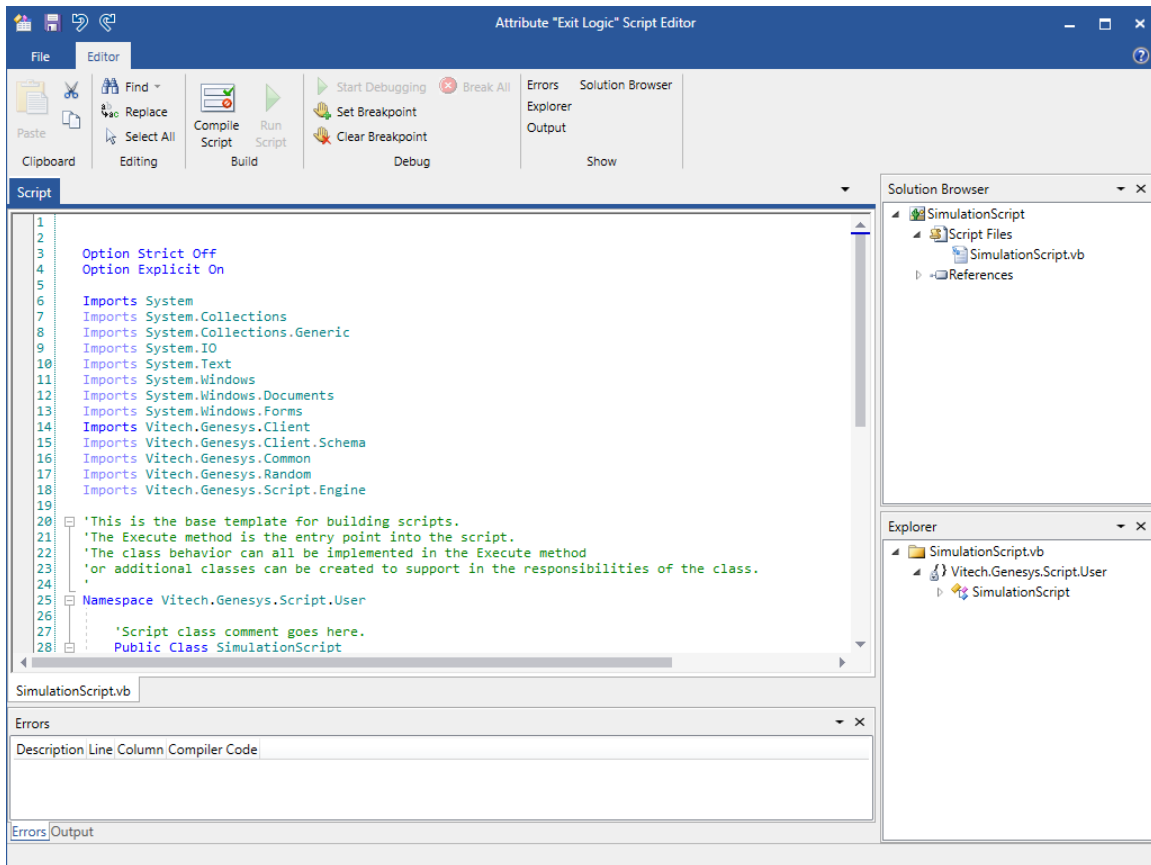 Attribute "Exit Logic" Script Editor
File Editor
Paste
Clipboard
Find
Replace
Select All
Editing
Compile Script
Run Script
Build
Start Debugging Break All
Set Breakpoint
Clear Breakpoint
Debug
Errors Solution Browser
Explorer
Output
Show
Script
1
2
3 Option Strict Off
4 Option Explicit On
5
6 Imports System
7 Imports System.Collections
8 Imports System.Collections.Generic
9 Imports System.IO
10 Imports System.Text
11 Imports System.Windows
12 Imports System.Windows.Documents
13 Imports System.Windows.Forms
14 Imports Vitech.Genesys.Client
15 Imports Vitech.Genesys.Client.Schema
16 Imports Vitech.Genesys.Common
17 Imports Vitech.Genesys.Random
18 Imports Vitech.Genesys.Script.Engine
19
20 'This is the base template for building scripts.
21 'The Execute method is the entry point into the script.
22 'The class behavior can all be implemented in the Execute method
23 'or additional classes can be created to support in the responsibilities of the class.
24 '
25 Namespace Vitech.Genesys.Script.User
26
27 'Script class comment goes here.
28 Public Class SimulationScript
SimulationScript.vb
Errors
Description Line Column Compiler Code
Errors Output
Solution Browser
SimulationScript
Script Files
SimulationScript.vb
References
Explorer
SimulationScript.vb
Vitech.Genesys.Script.User
SimulationScript